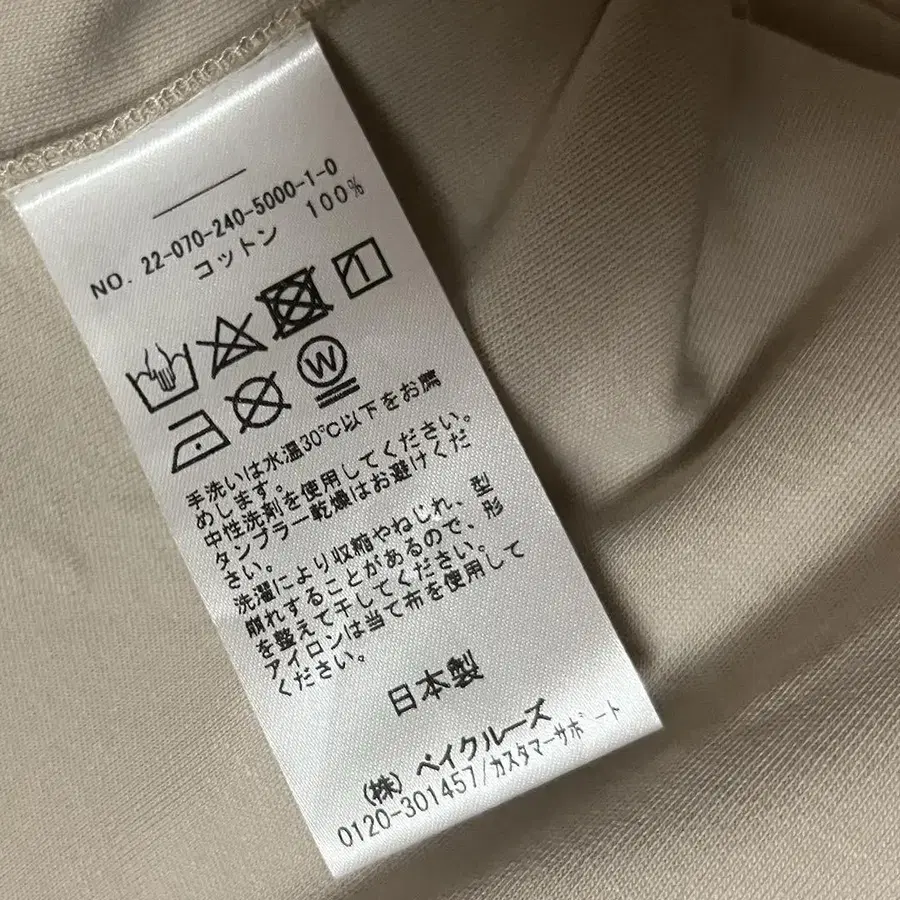 NO. 22-070-240-5000-1-0
コットン 100%
W
手洗いは水温30℃以下をお薦
めします。
中性洗剤を使用してください。
タンブラー乾燥はお避けくだ
さい。
洗濯により収縮やねじれ、型
崩れすることがあるので、形
を整えて干してください。
アイロンは当て布を使用して
ください。
日本製
(株) ベイクルーズ
0120-301457/カスタマーサポート